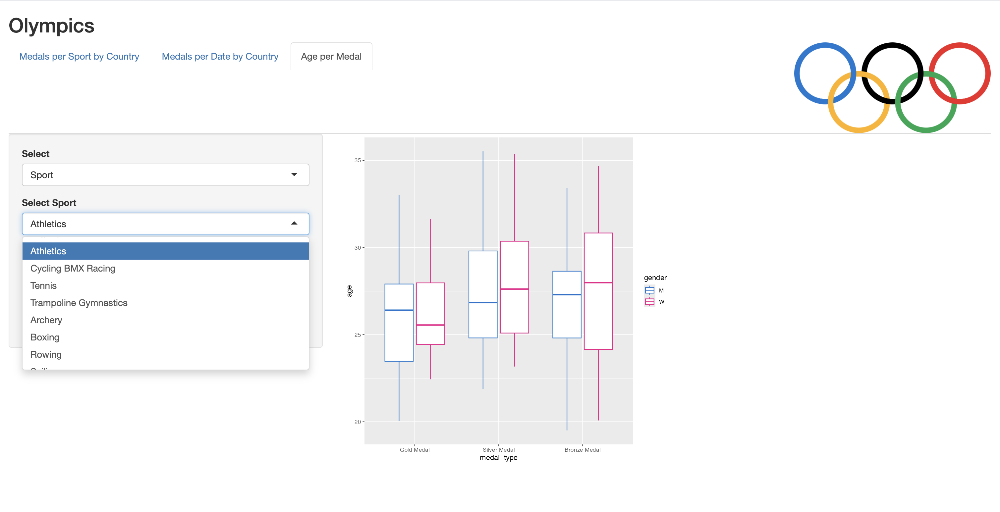 Olympics
Medals per Sport by Country
Medals per Date by Country
Age per Medal
Select
Sport
Select Sport
Athletics
Athletics
Cycling BMX Racing
Tennis
Trampoline Gymnastics
Archery
Boxing
Rowing
35
30
25
20
age
Gold Medal
Silver Medal
Bronze Medal
medal_type
gender
M
W